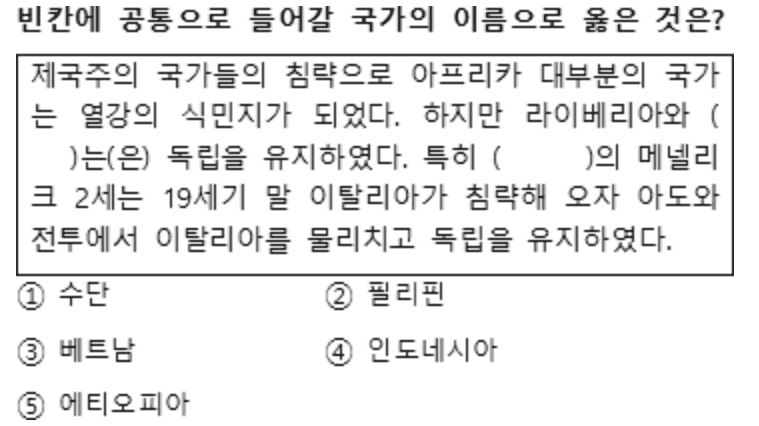 빈칸에 공통으로 들어갈 국가의 이름으로 옳은 것은?
제국주의 국가들의 침략으로 아프리카 대부분의 국가
는 열강의 식민지가 되었다. 하지만 라이베리아와 (
)는(은) 독립을 유지하였다. 특히 ( )의 메넬리
크 2세는 19세기 말 이탈리아가 침략해 오자 아도와
전투에서 이탈리아를 물리치고 독립을 유지하였다.
① 수단 ② 필리핀
③ 베트남 ④ 인도네시아
⑤ 에티오피아